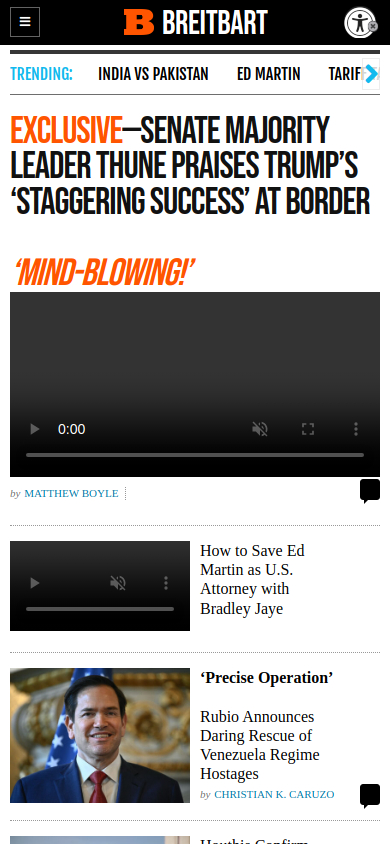 B BREITBART
TRENDING:
INDIA VS PAKISTAN
ED MARTIN
EXCLUSIVE—SENATE MAJORITY
LEADER THUNE PRAISES TRUMP’S
‘STAGGERING SUCCESS’ AT BORDER
‘MIND-BLOWING!’
0:00
by MATTHEW BOYLE
How to Save Ed
Martin as U.S.
Attorney with
Bradley Jaye
‘Precise Operation’
Rubio Announces
Daring Rescue of
Venezuela Regime
Hostages
by CHRISTIAN K. CARUZO